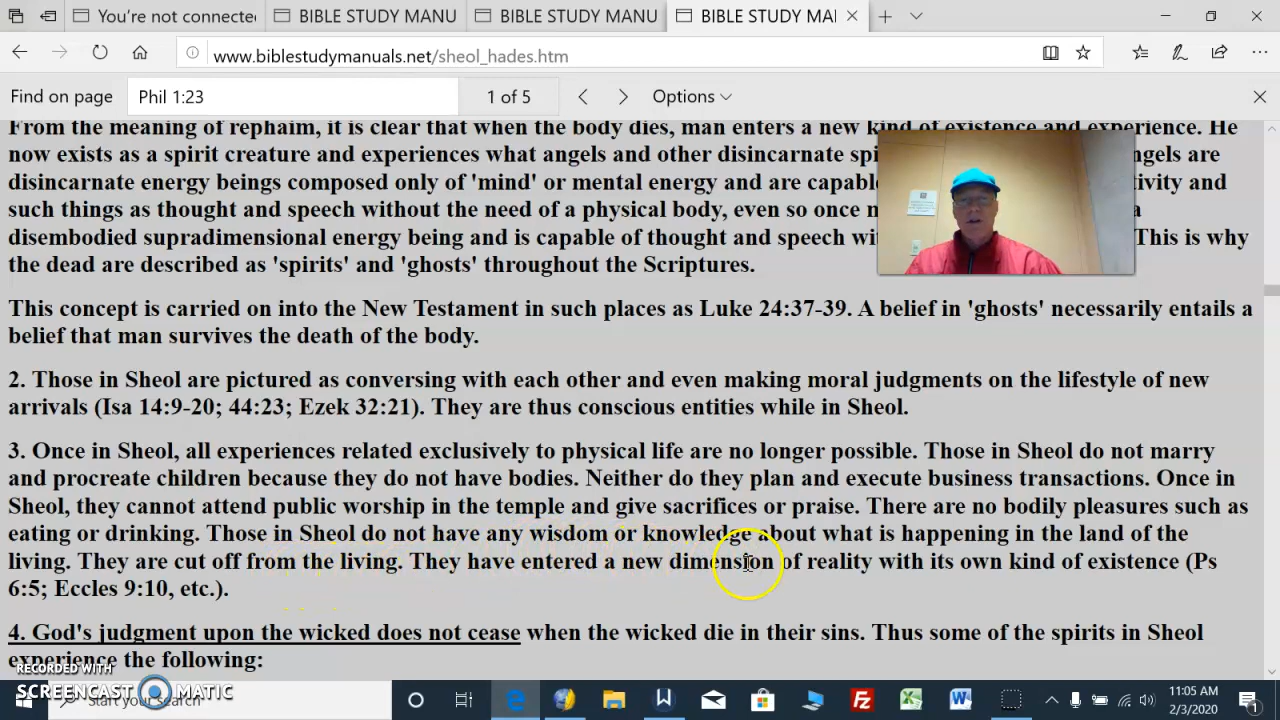 You're not connected
BIBLE STUDY MANU
BIBLE STUDY MANU
BIBLE STUDY MAI
www.biblestudymanuals.net/sheol_hades.htm
Find on page
Phil 1:23
1 of 5
Options
From the meaning of rephaim, it is clear that when the body dies, man enters a new kind of existence and experience. He
now exists as a spirit creature and experiences what angels and other disincarnate spi ngels are
disincarnate energy beings composed only of 'mind' or mental energy and are capabl tivity and
such things as thought and speech without the need of a physical body, even so once m a
disembodied supradimensional energy being and is capable of thought and speech wi This is why
the dead are described as 'spirits' and 'ghosts' throughout the Scriptures.
This concept is carried on into the New Testament in such places as Luke 24:37-39. A belief in 'ghosts' necessarily entails a
belief that man survives the death of the body.
2. Those in Sheol are pictured as conversing with each other and even making moral judgments on the lifestyle of new
arrivals (Isa 14:9-20; 44:23; Ezek 32:21). They are thus conscious entities while in Sheol.
3. Once in Sheol, all experiences related exclusively to physical life are no longer possible. Those in Sheol do not marry
and procreate children because they do not have bodies. Neither do they plan and execute business transactions. Once in
Sheol, they cannot attend public worship in the temple and give sacrifices or praise. There are no bodily pleasures such as
eating or drinking. Those in Sheol do not have any wisdom or knowledge about what is happening in the land of the
living. They are cut off from the living. They have entered a new dimension of reality with its own kind of existence (Ps
6:5; Eccles 9:10, etc.).
4. God's judgment upon the wicked does not cease when the wicked die in their sins. Thus some of the spirits in Sheol
experience the following:
RECORDED WITH
SCREENCAST MATIC
Start your search
11:05 AM
2/3/2020
1